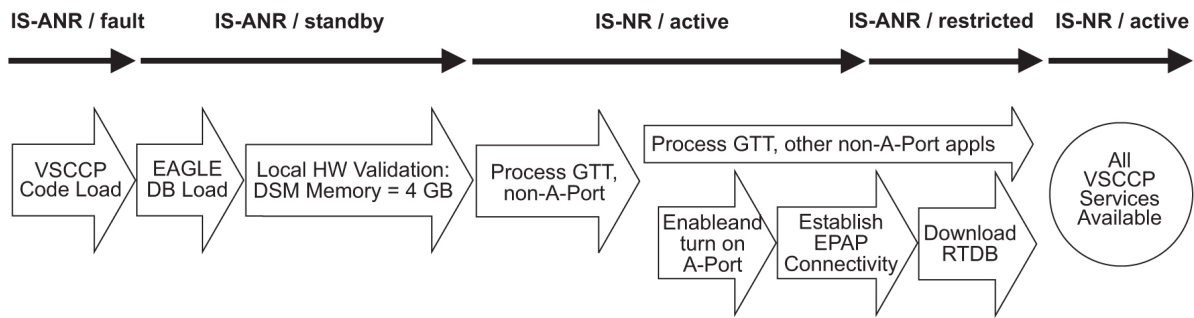 IS-ANR / fault
IS-ANR / standby
IS-NR / active
IS-ANR / restricted
IS-NR / active
VSCCP
Code Load
EAGLE
DB Load
Local HW Validation:
DSM Memory = 4 GB
Process GTT,
non-A-Port
Process GTT, other non-A-Port appls
Enableand
turn on
A-Port
Establish
EPAP
Connectivity
Download
RTDB
All
VSCCP
Services
Available